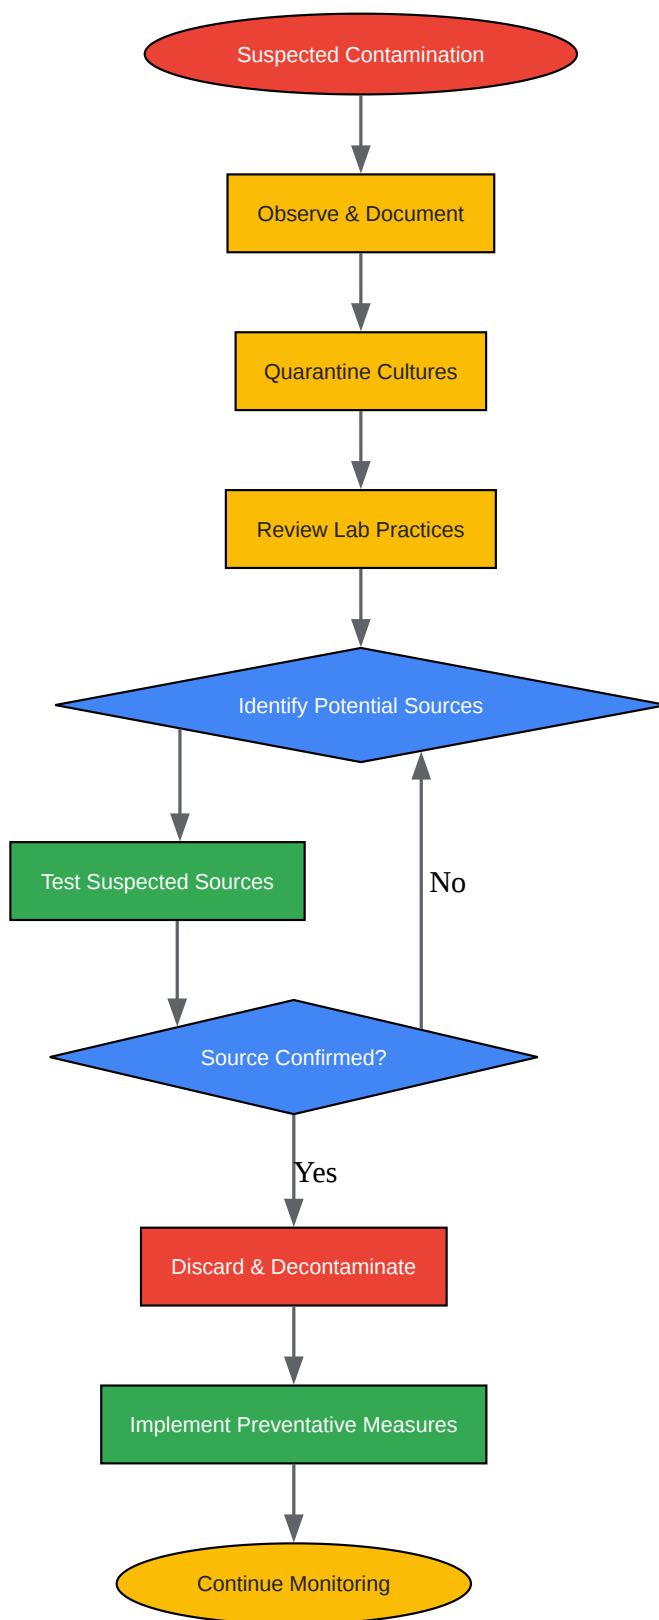 Suspected Contamination
Observe & Document
Quarantine Cultures
Review Lab Practices
Identify Potential Sources
Test Suspected Sources
No
Source Confirmed?
Yes
Discard & Decontaminate
Implement Preventative Measures
Continue Monitoring